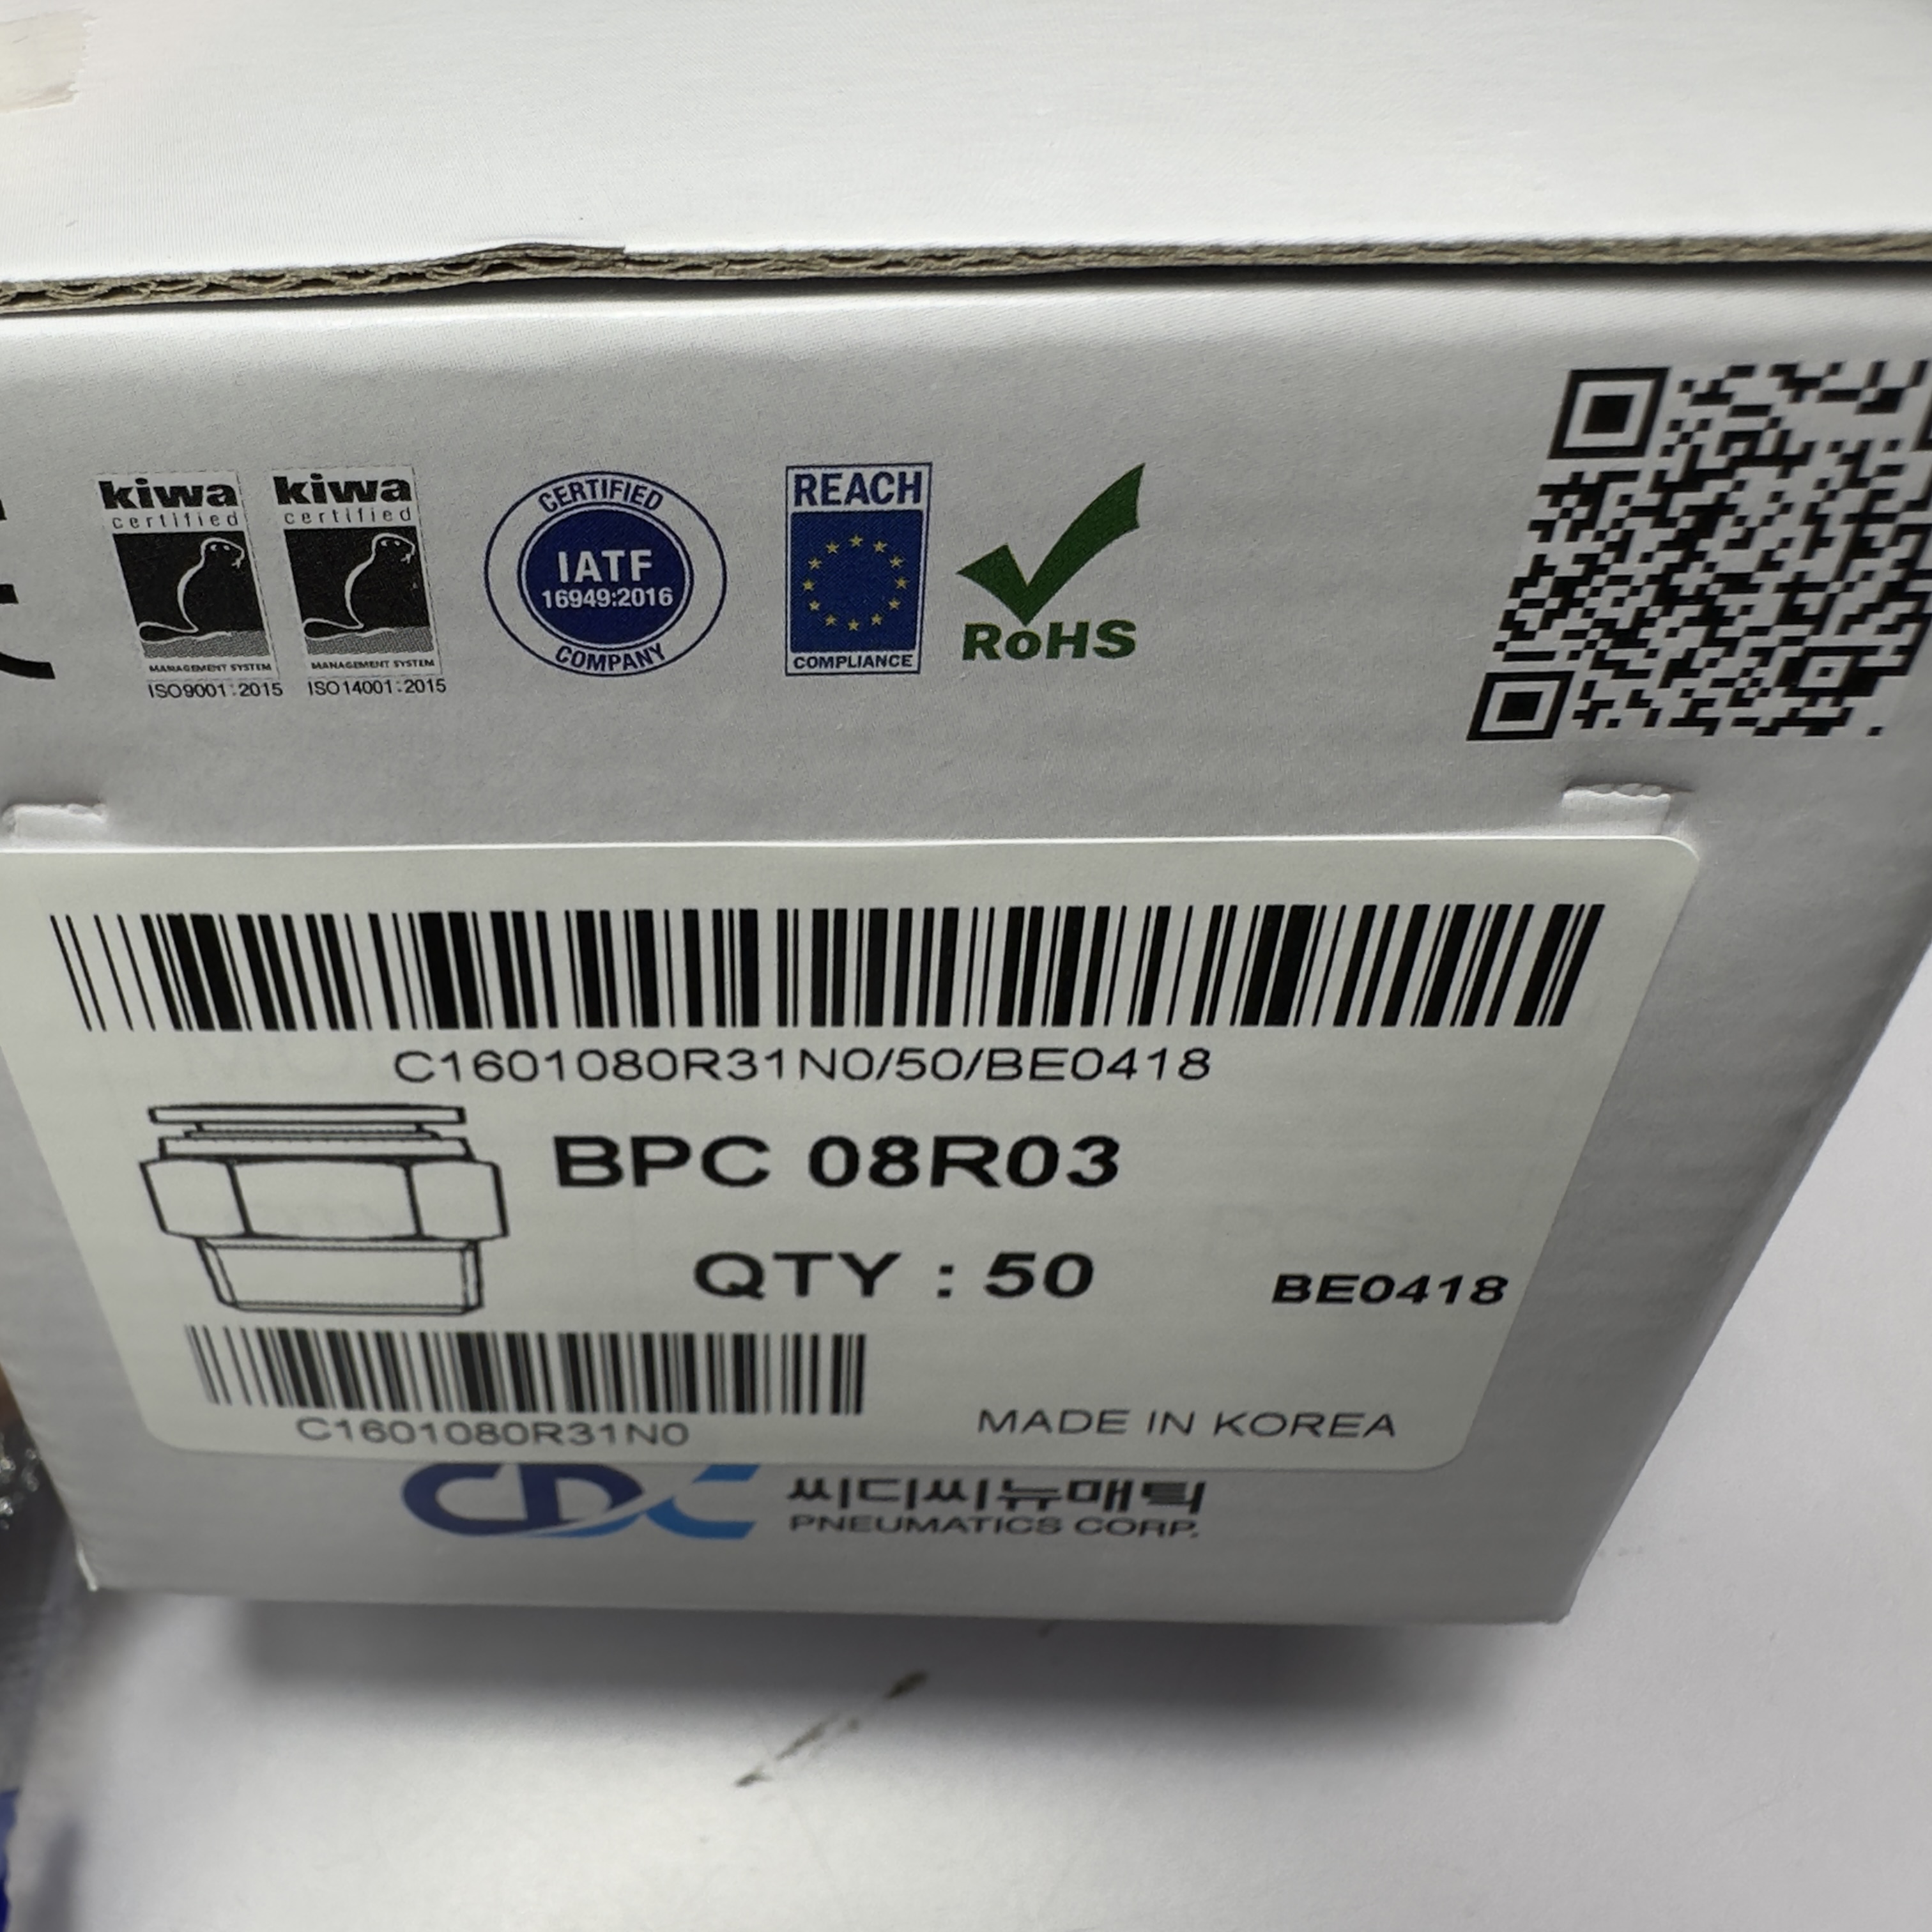 kiwa
certified
MANAGEMENT SYSTEM
ISO9001:2015
kiwa
certified
MANAGEMENT SYSTEM
ISO14001:2015
CERTIFIED
IATF
16949:2016
COMPANY
REACH
COMPLIANCE
RoHS
C1601080R31N0/50/BE0418
BPC 08R03
QTY : 50
BE0418
C1601080R31N0
MADE IN KOREA
CDC
씨디씨뉴매틱
PNEUMATICS CORP.